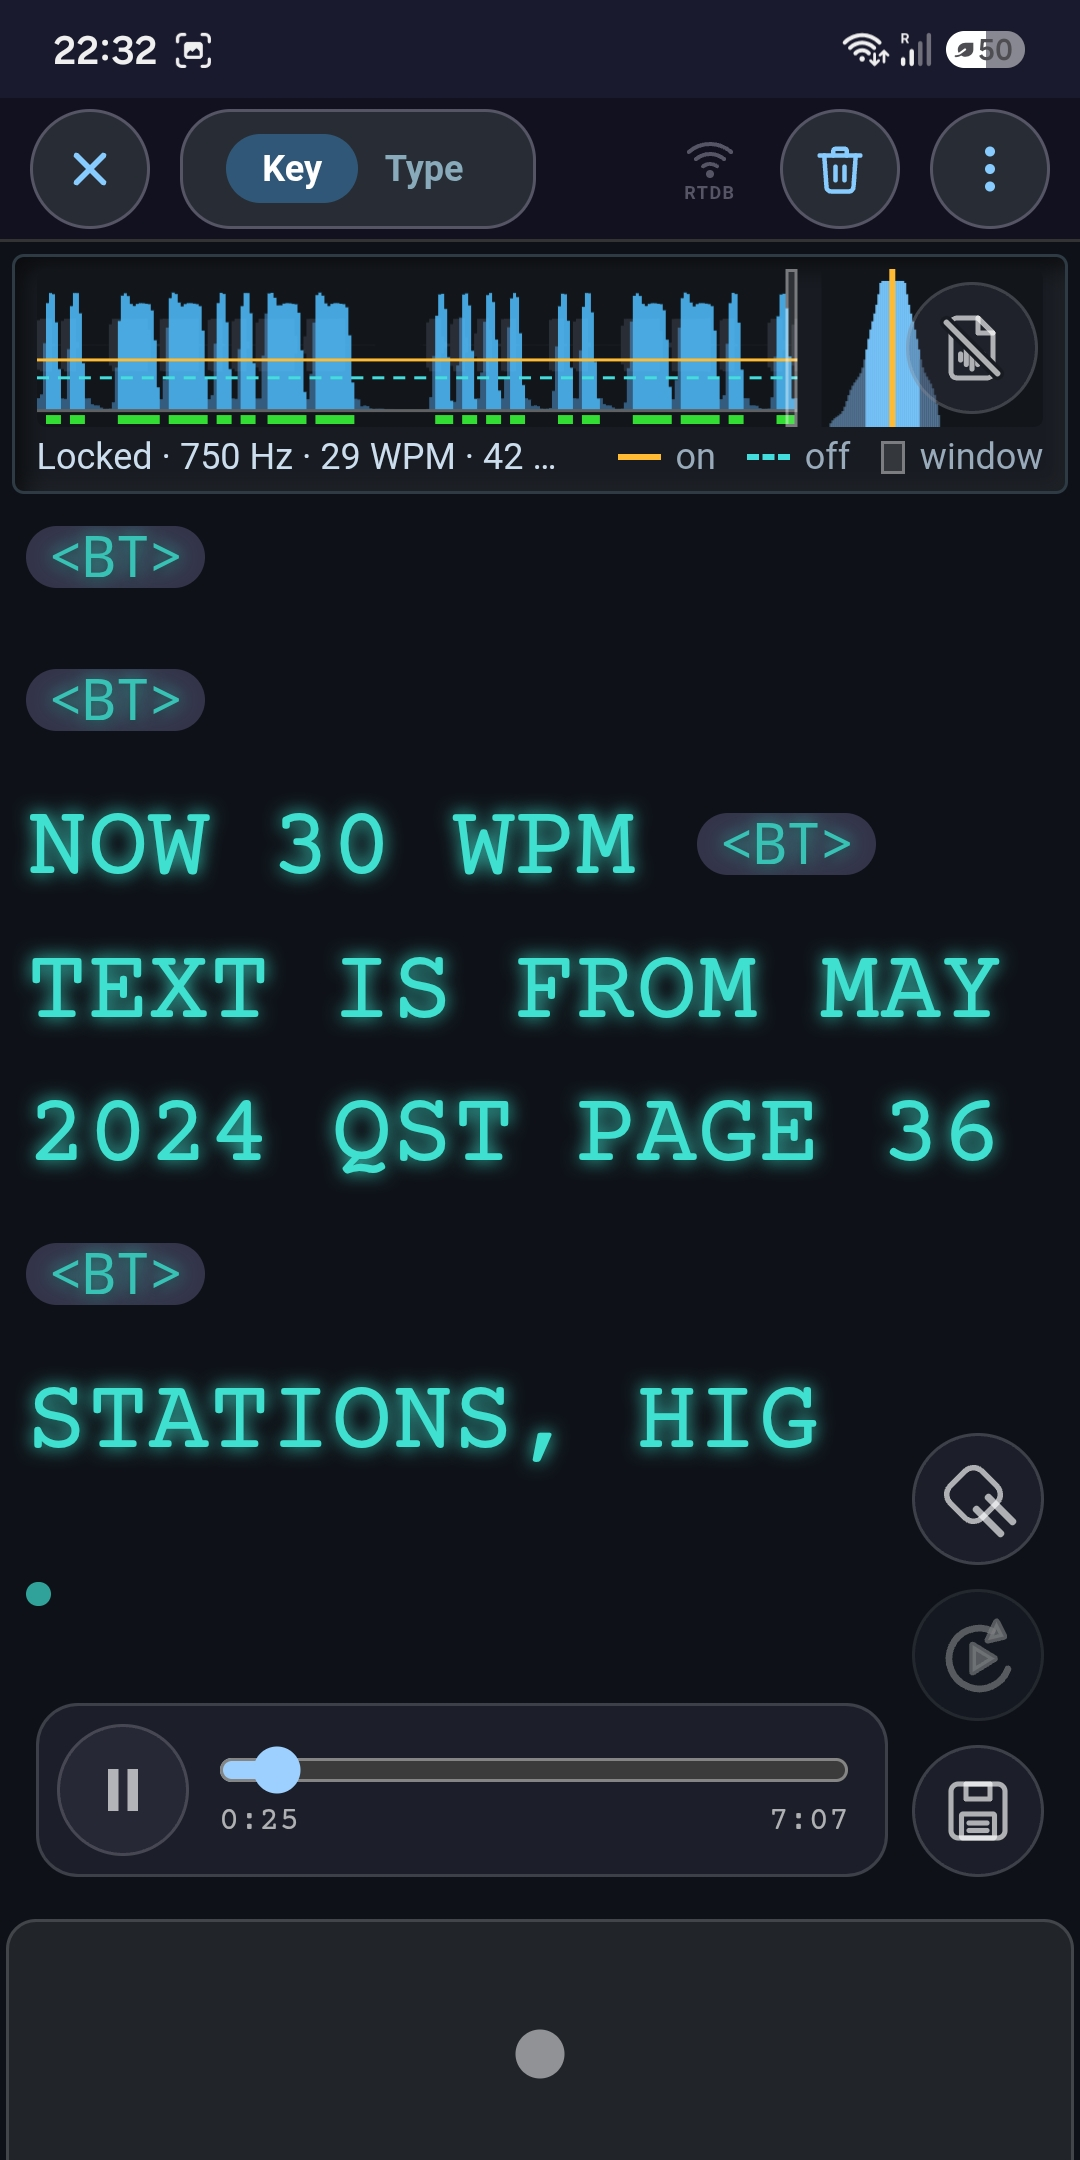 22:32
R
50
Key Type
RTDB
Locked · 750 Hz · 29 WPM · 42 ... on off window
<BT>
<BT>
NOW 30 WPM <BT>
TEXT IS FROM MAY
2024 QST PAGE 36
<BT>
STATIONS, HIG
0:25 7:07